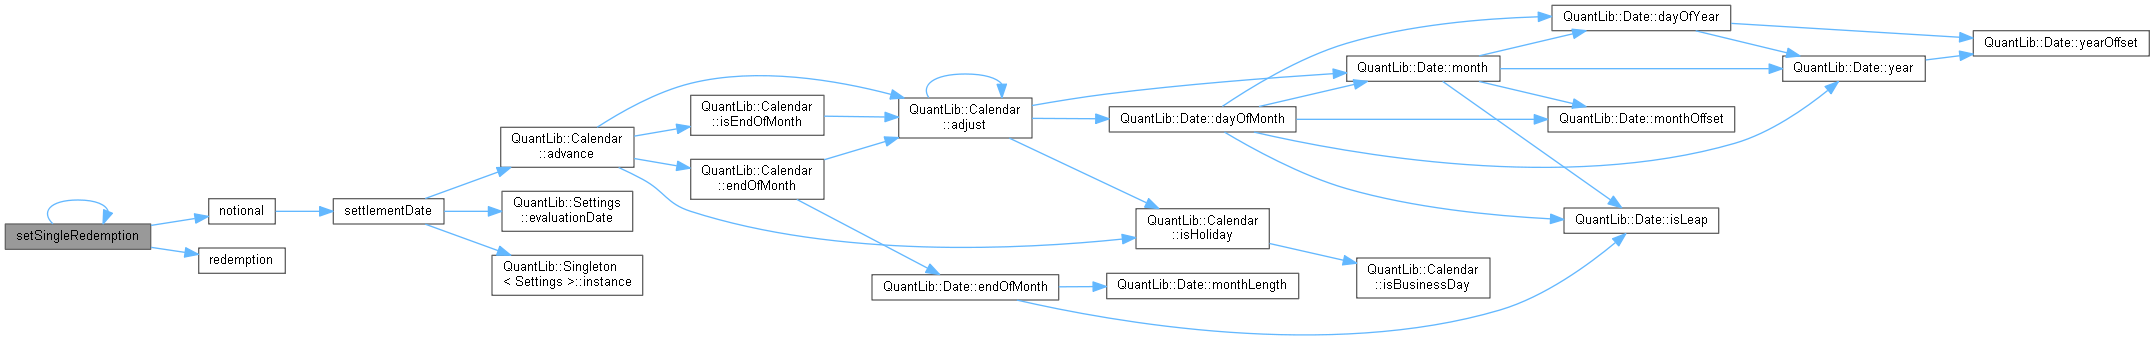 setSingleRedemption
notional
redemption
settlementDate
QuantLib::Calendar
::advance
QuantLib::Settings
::evaluationDate
QuantLib::Singleton
< Settings >::instance
QuantLib::Calendar
::isEndOfMonth
QuantLib::Calendar
::endOfMonth
QuantLib::Calendar
::adjust
QuantLib::Date::endOfMonth
QuantLib::Date::dayOfMonth
QuantLib::Calendar
::isHoliday
QuantLib::Date::monthLength
QuantLib::Date::month
QuantLib::Calendar
::isBusinessDay
QuantLib::Date::dayOfYear
QuantLib::Date::monthOffset
QuantLib::Date::isLeap
QuantLib::Date::year
QuantLib::Date::yearOffset